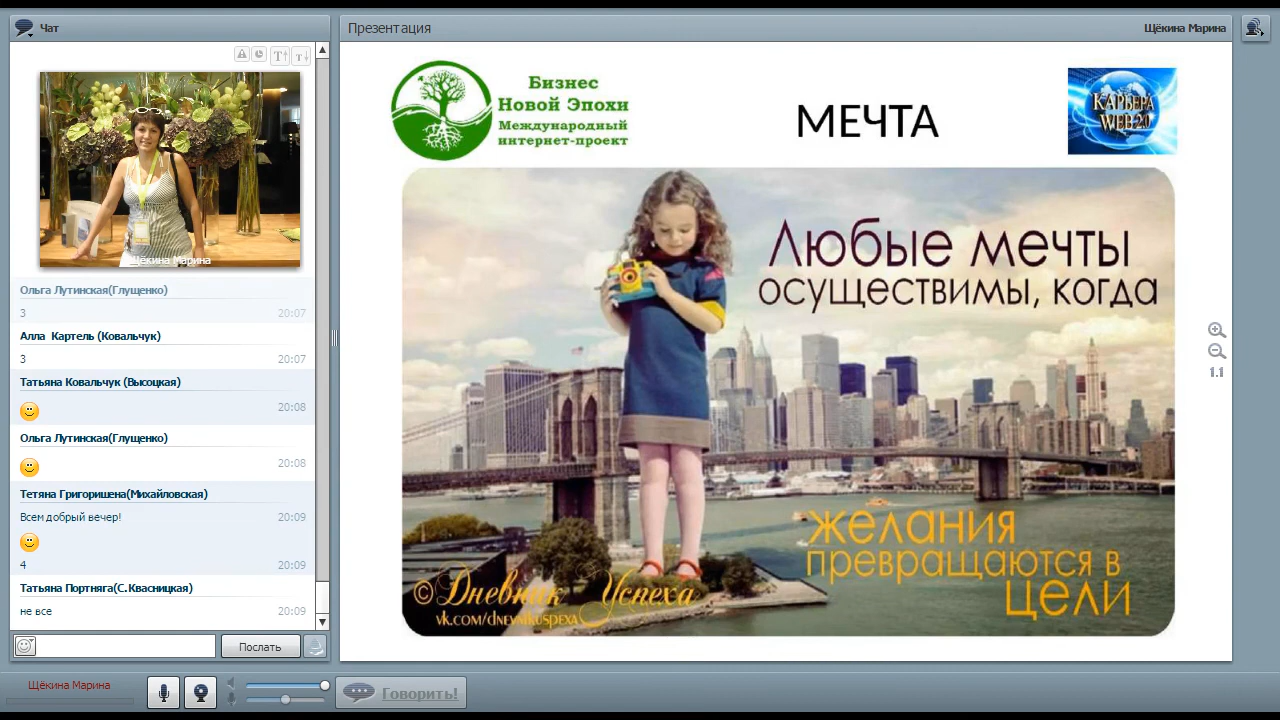 Чат
Щёкина Марина
Ольга Лутинская(Глущенко)
3
20:07
Алла Картель (Ковальчук)
3
20:07
Татьяна Ковальчук (Высоцкая)
20:08
Ольга Лутинская(Глущенко)
20:08
Тетяна Григоришена(Михайловская)
Всем добрый вечер!
20:09
4
20:09
Татьяна Портняга(С.Квасницкая)
не все
20:09
Послать
Щёкина Марина
Говорить!
Презентация
Щёкина Марина
Бизнес
Новой Эпохи
Международный
интернет-проект
МЕЧТА
КАРЬЕРА
WEB 2.0
Любые мечты
осуществимы, когда
желания
превращаются в
цели
©Дневник Успеха
vk.com/dnevnikuspexa
1.1